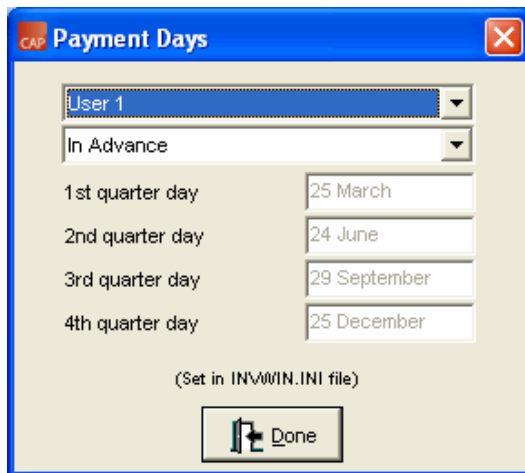 CAP Payment Days
User 1
In Advance
1st quarter day 25 March
2nd quarter day 24 June
3rd quarter day 29 September
4th quarter day 25 December
(Set in INVWIN.INI file)
Done